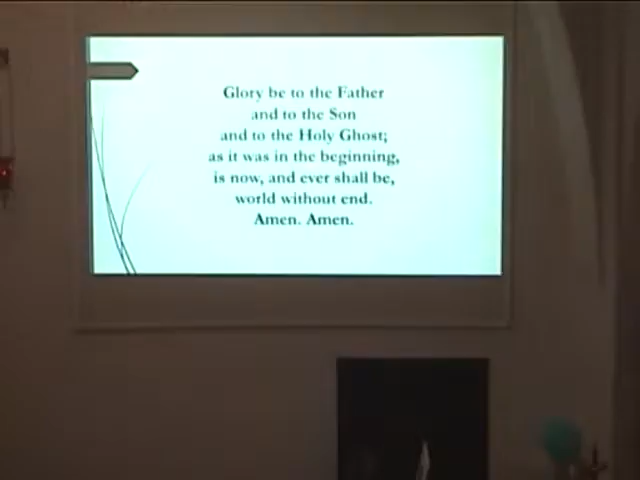 Glory be to the Father
and to the Son
and to the Holy Ghost;
as it was in the beginning,
is now, and ever shall be,
world without end.
Amen. Amen.